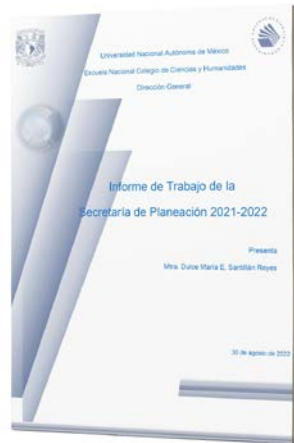 Universidad Nacional Autónoma de México
Escuela Nacional Colegio de Ciencias y Humanidades
Dirección General
Informe de Trabajo de la
Secretaría de Planeación 2021-2022
Presenta
Mtra. Dulce María E. Santillán Reyes
30 de agosto de 2022